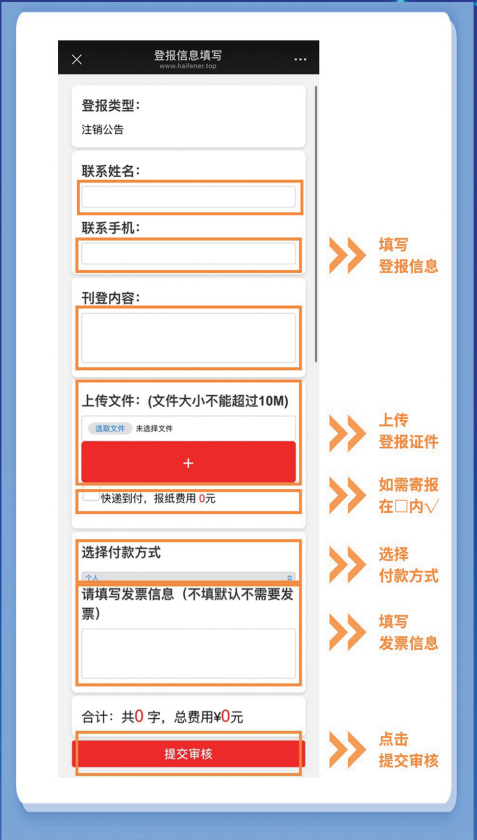 登报信息填写
www.haifener.top
登报类型：
注销公告
联系姓名：
联系手机：
填写
登报信息
刊登内容：
上传文件：(文件大小不能超过10M)
选取文件 未选择文件
+
上传
登报证件
快递到付，报纸费用 0元
如需寄报
在□内√
选择付款方式
个人
选择
付款方式
请填写发票信息（不填默认不需要发
票）
填写
发票信息
合计：共0 字，总费用¥0元
提交审核
点击
提交审核